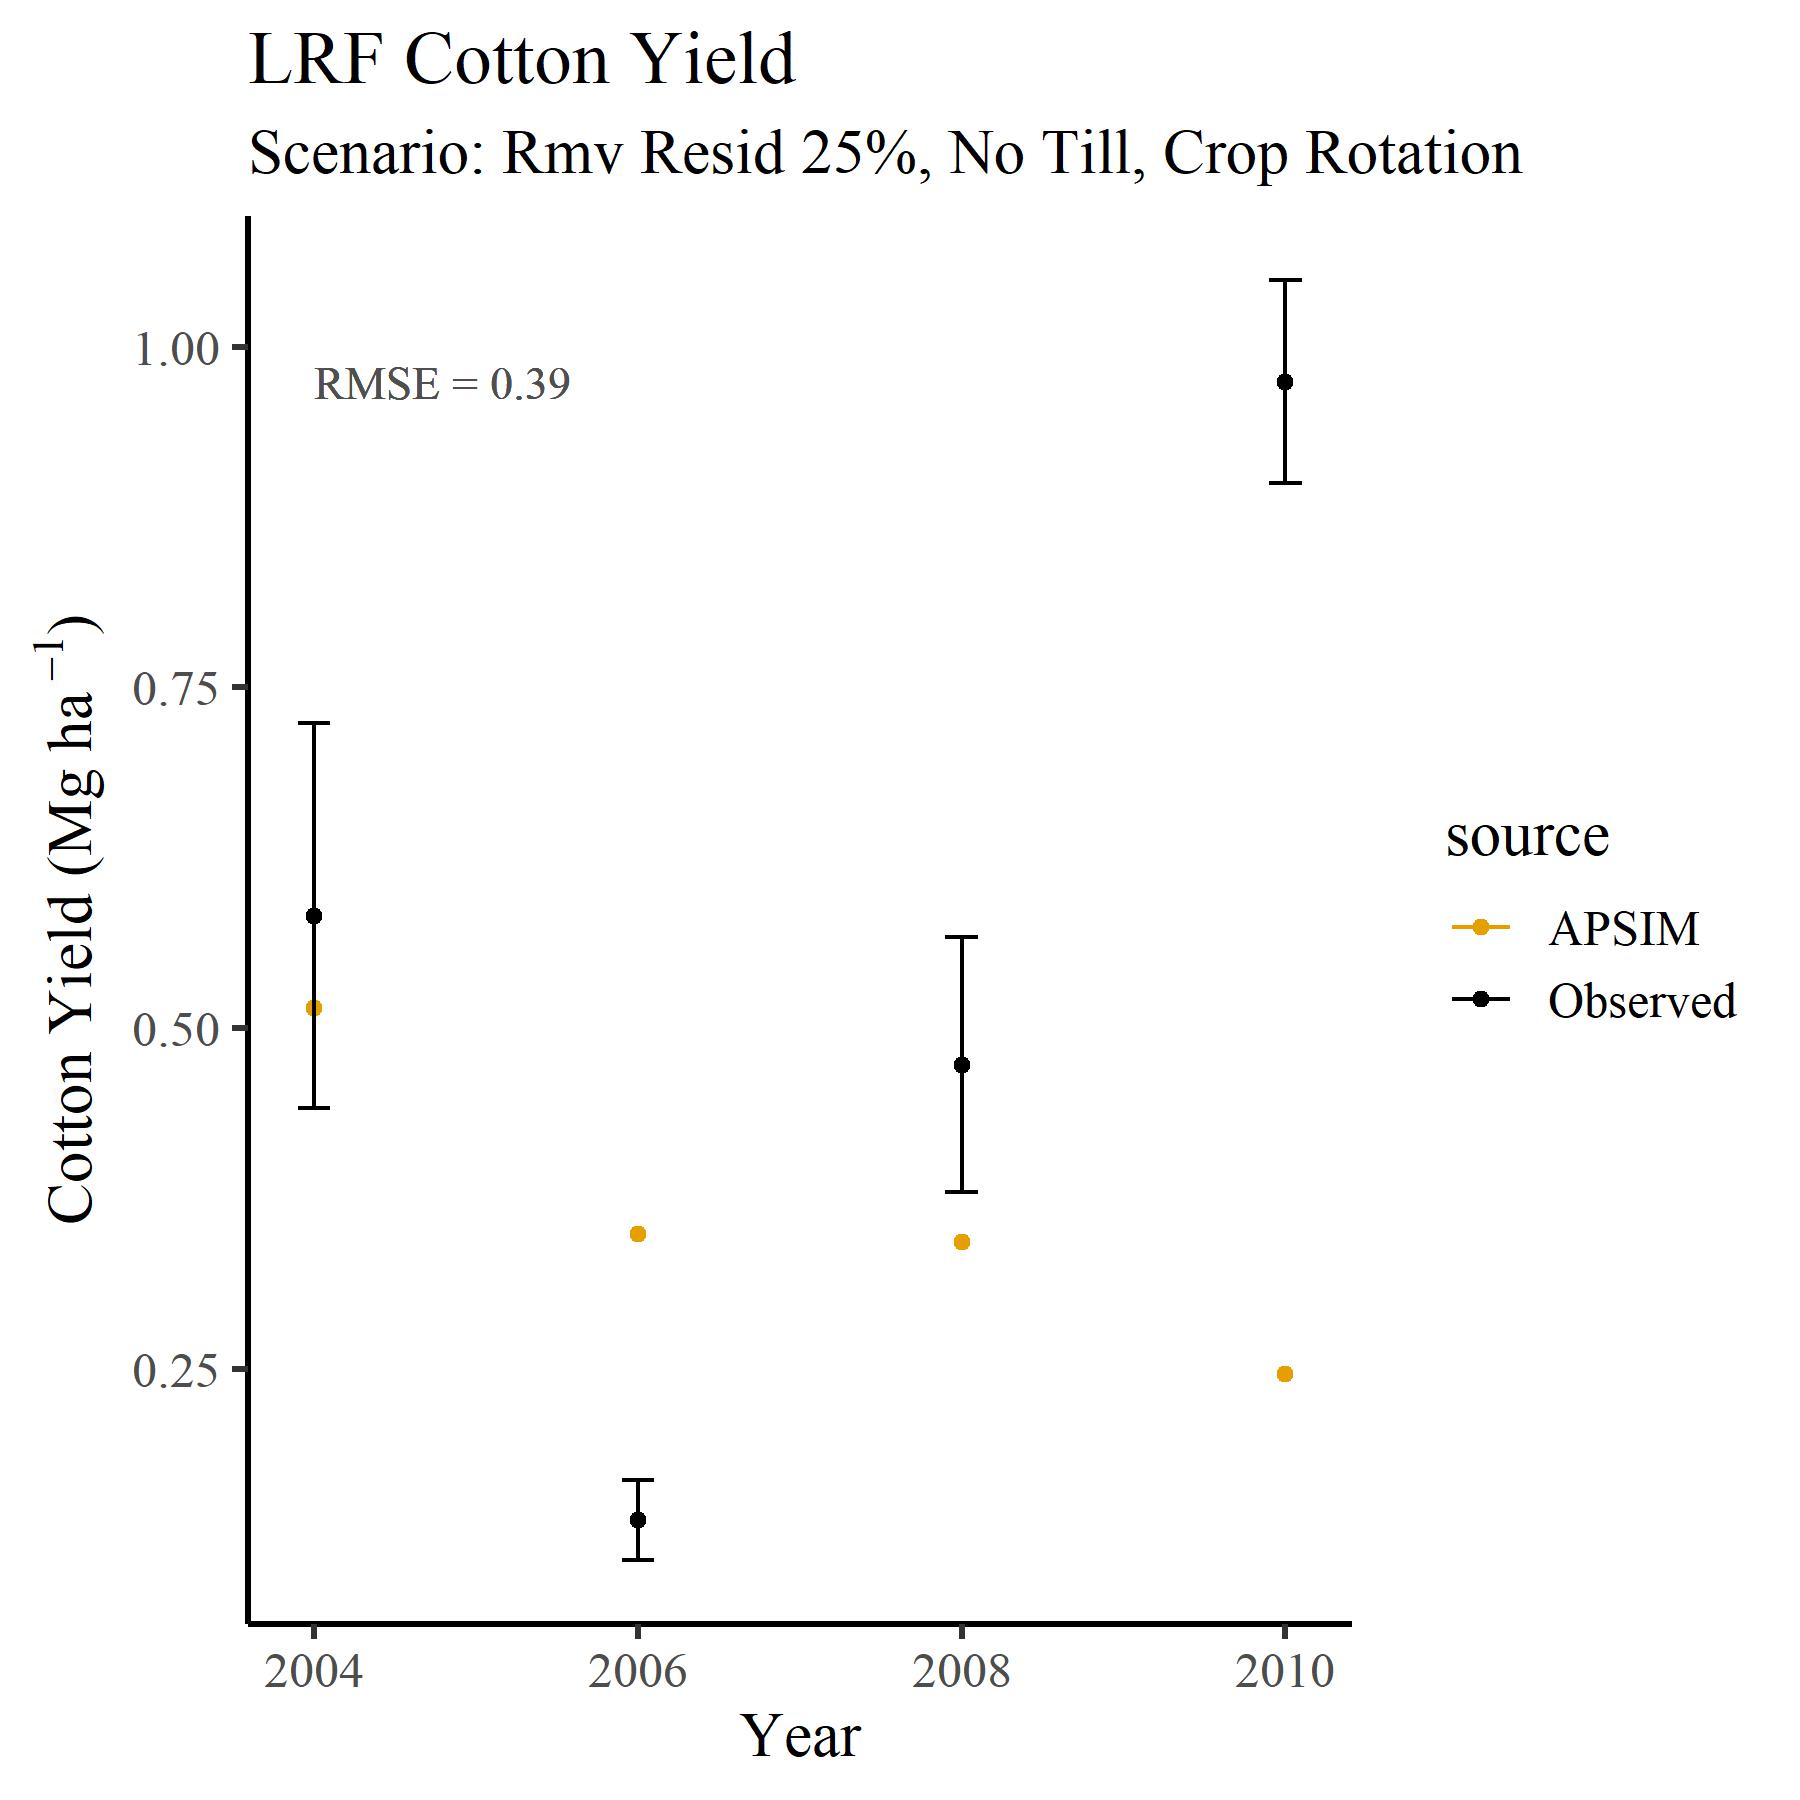 LRF Cotton Yield
Scenario: Rmv Resid 25%, No Till, Crop Rotation
Cotton Yield (Mg ha⁻¹)
1.00
0.75
0.50
0.25
RMSE = 0.39
2004 2006 2008 2010
Year
source
APSIM
Observed